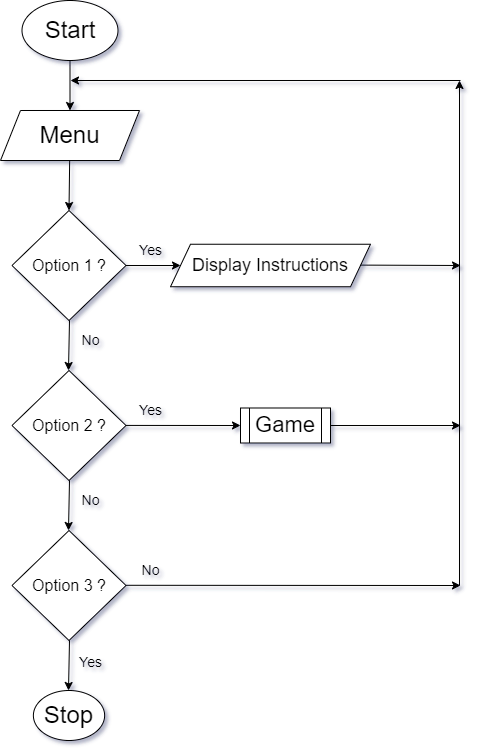 Start
Menu
Option 1 ?
Yes
Display Instructions
No
Option 2 ?
Yes
Game
No
Option 3 ?
No
Yes
Stop